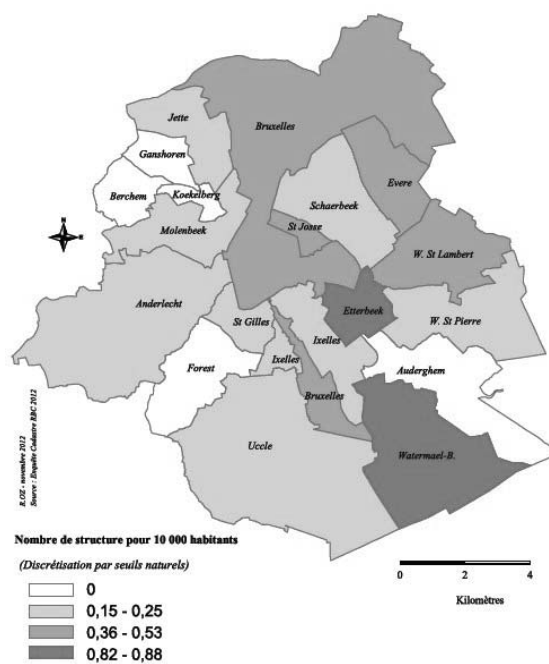 Jette
Bruxelles
Ganshoren
Evere
Berchem
Koekelberg
Schaerbeek
Molenbeek
St Josse
N
E
W. St Lambert
Anderlecht
Etterbeek
W. St Pierre
St Gilles
Ixelles
Forest
Ixelles
Auderghem
Bruxelles
Uccle
Watermael-B.
R.OZ - novembre 2012
Source : Enquête Cadastre RBC 2012
Nombre de structure pour 10 000 habitants
(Discrétisation par seuils naturels)
0
0,15 - 0,25
0,36 - 0,53
0,82 - 0,88
0 2 4
Kilomètres